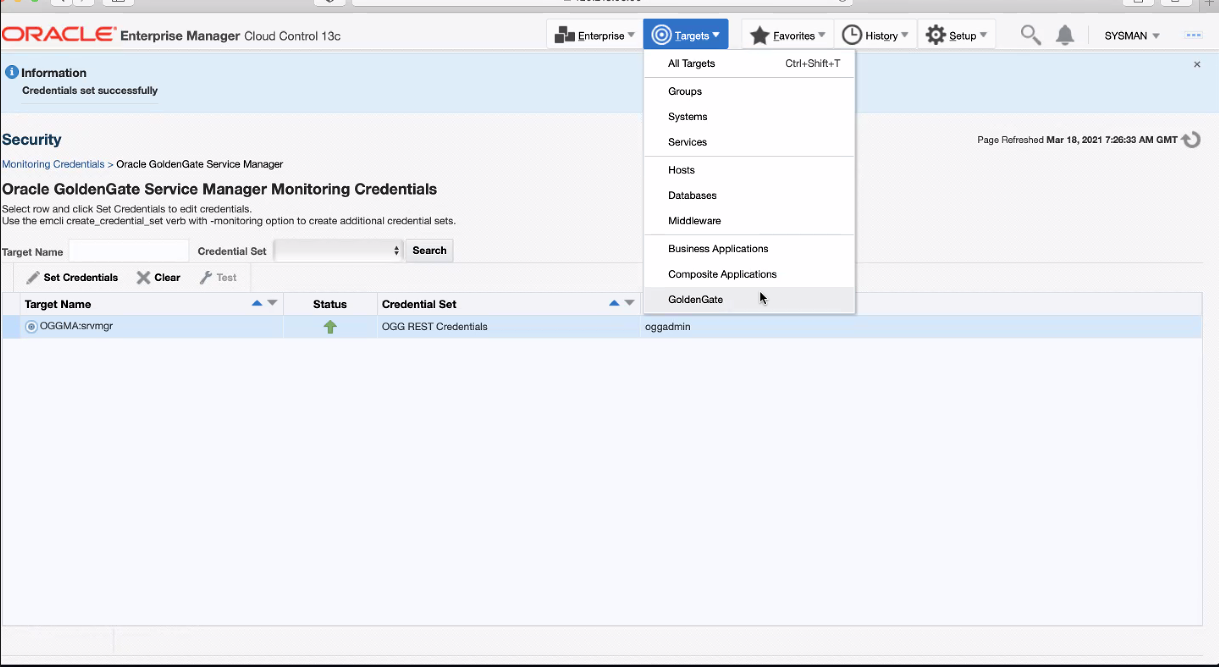 ORACLE Enterprise Manager Cloud Control 13c
Enterprise Targets Favorites History Setup SYSMAN
Information
Credentials set successfully
All Targets Ctrl+Shift+T
Groups
Systems
Services
Hosts
Databases
Middleware
Business Applications
Composite Applications
GoldenGate
Security
Page Refreshed Mar 18, 2021 7:26:33 AM GMT
Monitoring Credentials > Oracle GoldenGate Service Manager
Oracle GoldenGate Service Manager Monitoring Credentials
Select row and click Set Credentials to edit credentials.
Use the emcli create_credential_set verb with -monitoring option to create additional credential sets.
Target Name Credential Set Search
Set Credentials Clear Test
Target Name Status Credential Set
OGGMA:srvmgr OGG REST Credentials oggadmin